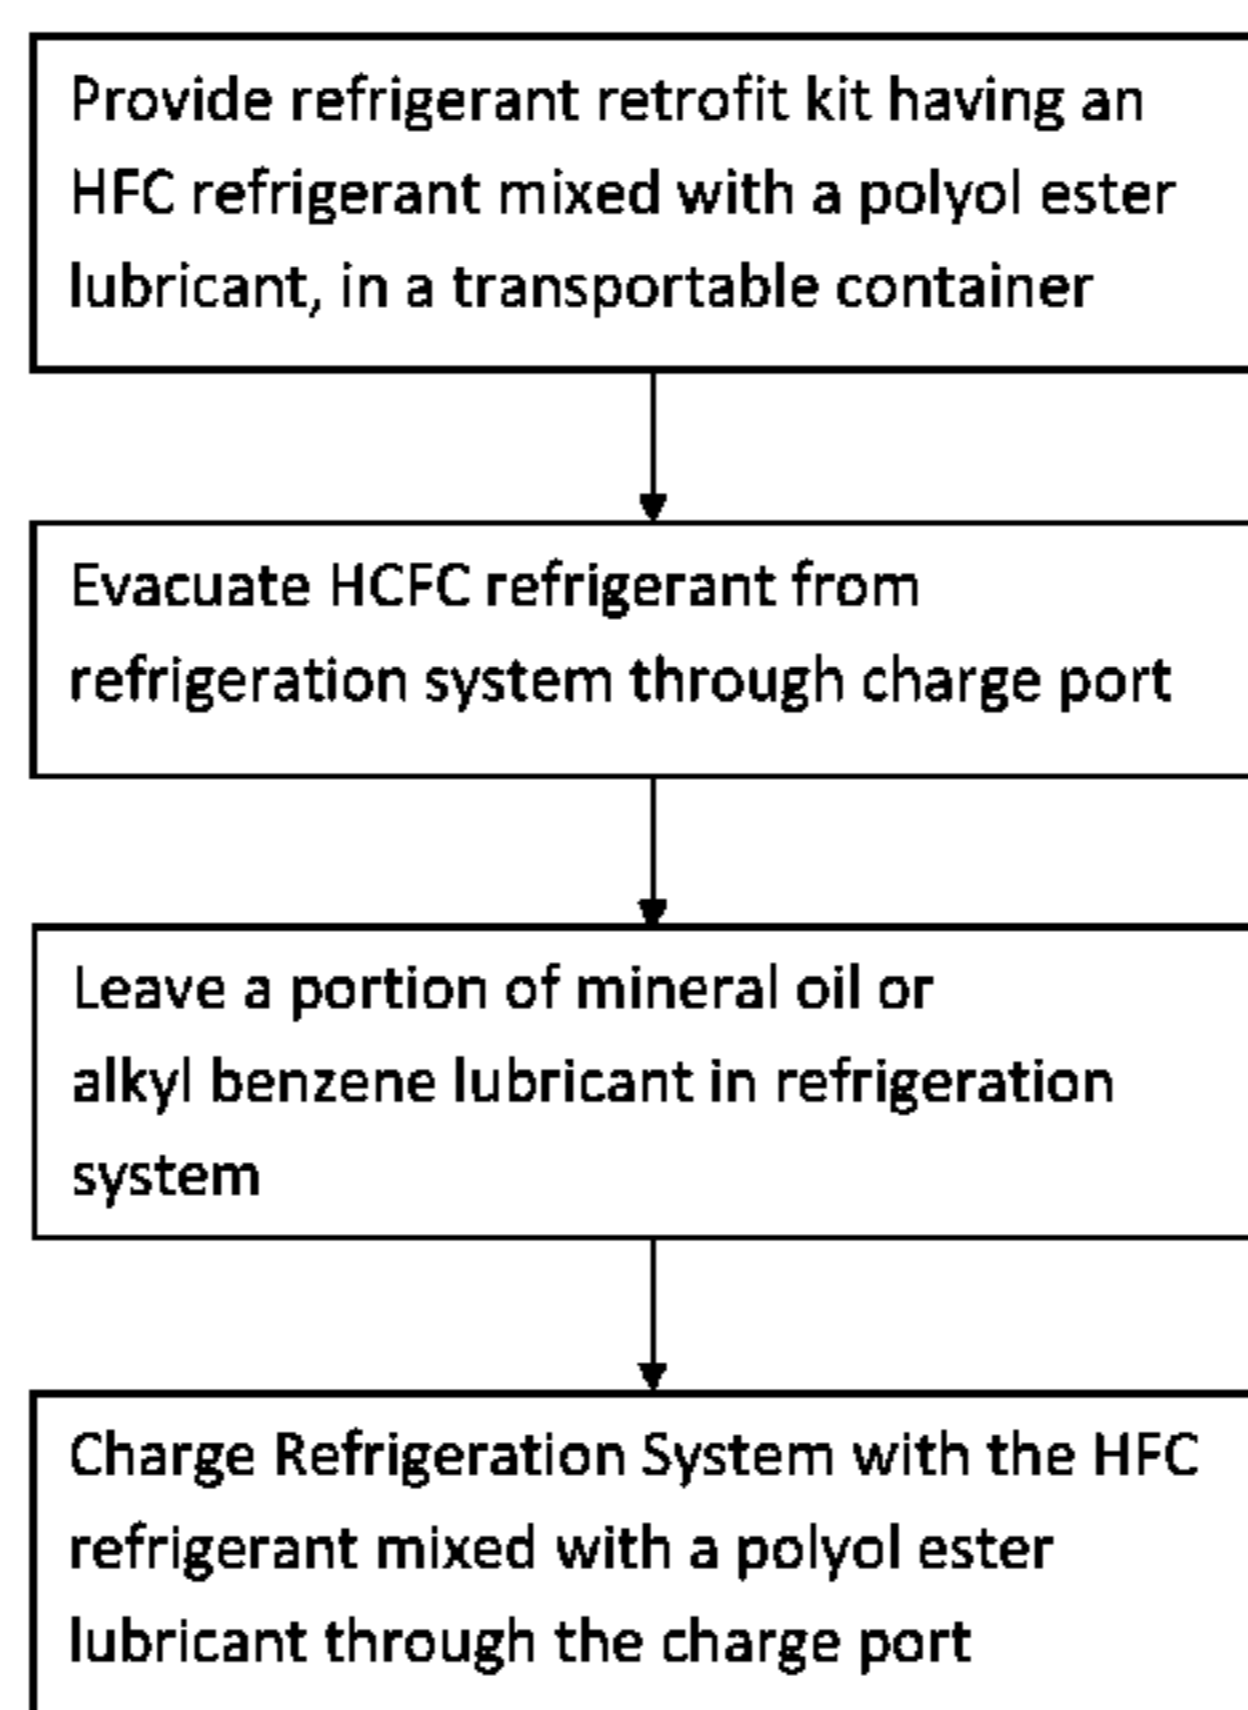 Provide refrigerant retrofit kit having an
HFC refrigerant mixed with a polyol ester
lubricant, in a transportable container
Evacuate HCFC refrigerant from
refrigeration system through charge port
Leave a portion of mineral oil or
alkyl benzene lubricant in refrigeration
system
Charge Refrigeration System with the HFC
refrigerant mixed with a polyol ester
lubricant through the charge port